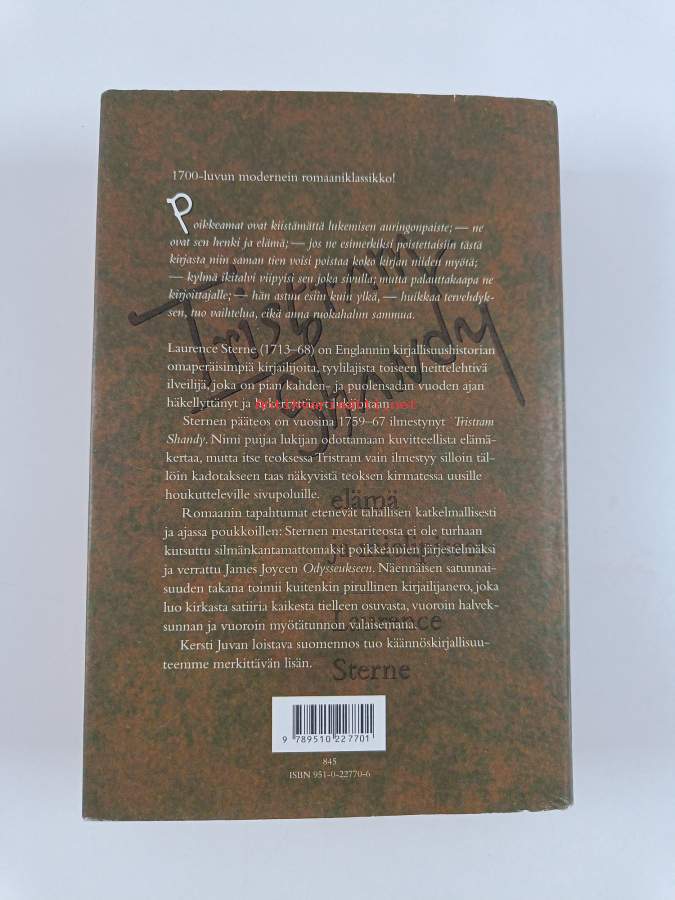 1700-luvun modernein romaaniklassikko!
Poikkeamat ovat kiistämättä lukemisen auringonpaiste; — ne
ovat sen henki ja elämä; — jos ne esimerkiksi poistettaisiin tästä
kirjasta niin saman tien voisi poistaa koko kirjan niiden myötä;
— kylmä ikitalvi viipyisi sen joka sivulla; mutta palauttakaapa ne
kirjoittajalle; — hän astuu esiin kuin ylkä, — huikkaa tervehdyk-
sen, tuo vaihtelua, eikä anna ruokahalun sammua.
Tristram
Shandy
Laurence Sterne (1713–68) on Englannin kirjallisuushistorian
omaperäisimpiä kirjailijoita, tyylilajista toiseen heittelehtivä
ilveilijä, joka on pian kahden- ja puolensadan vuoden ajan
häkellyttänyt ja hykerryttänyt lukijoitaan.
Sternen pääteos on vuosina 1759–67 ilmestynyt Tristram
Shandy. Nimi puijaa lukijan odottamaan kuvitteellista elämä-
kertaa, mutta itse teoksessa Tristram vain ilmestyy silloin täl-
löin kadotakseen taas näkyvistä teoksen kirmatessa uusille
houkutteleville sivupoluille.
elämä
Romaanin tapahtumat etenevät tahallisen katkelmallisesti
ja ajassa poukkoillen: Sternen mestariteosta ei ole turhaan
kutsuttu silmänkantamattomaksi poikkeamien järjestelmäksi
ja verrattu James Joycen Odysseukseen. Näennäisen satunnai-
suuden takana toimii kuitenkin pirullinen kirjailijanero, joka
luo kirkasta satiiria kaikesta tielleen osuvasta, vuoroin halvek-
sunnan ja vuoroin myötätunnon valaisemana.
Laurence
Kersti Juvan loistava suomennos tuo käännöskirjallisuu-
teemme merkittävän lisän.
Sterne
9 789510 227701
845
ISBN 951-0-22770-6